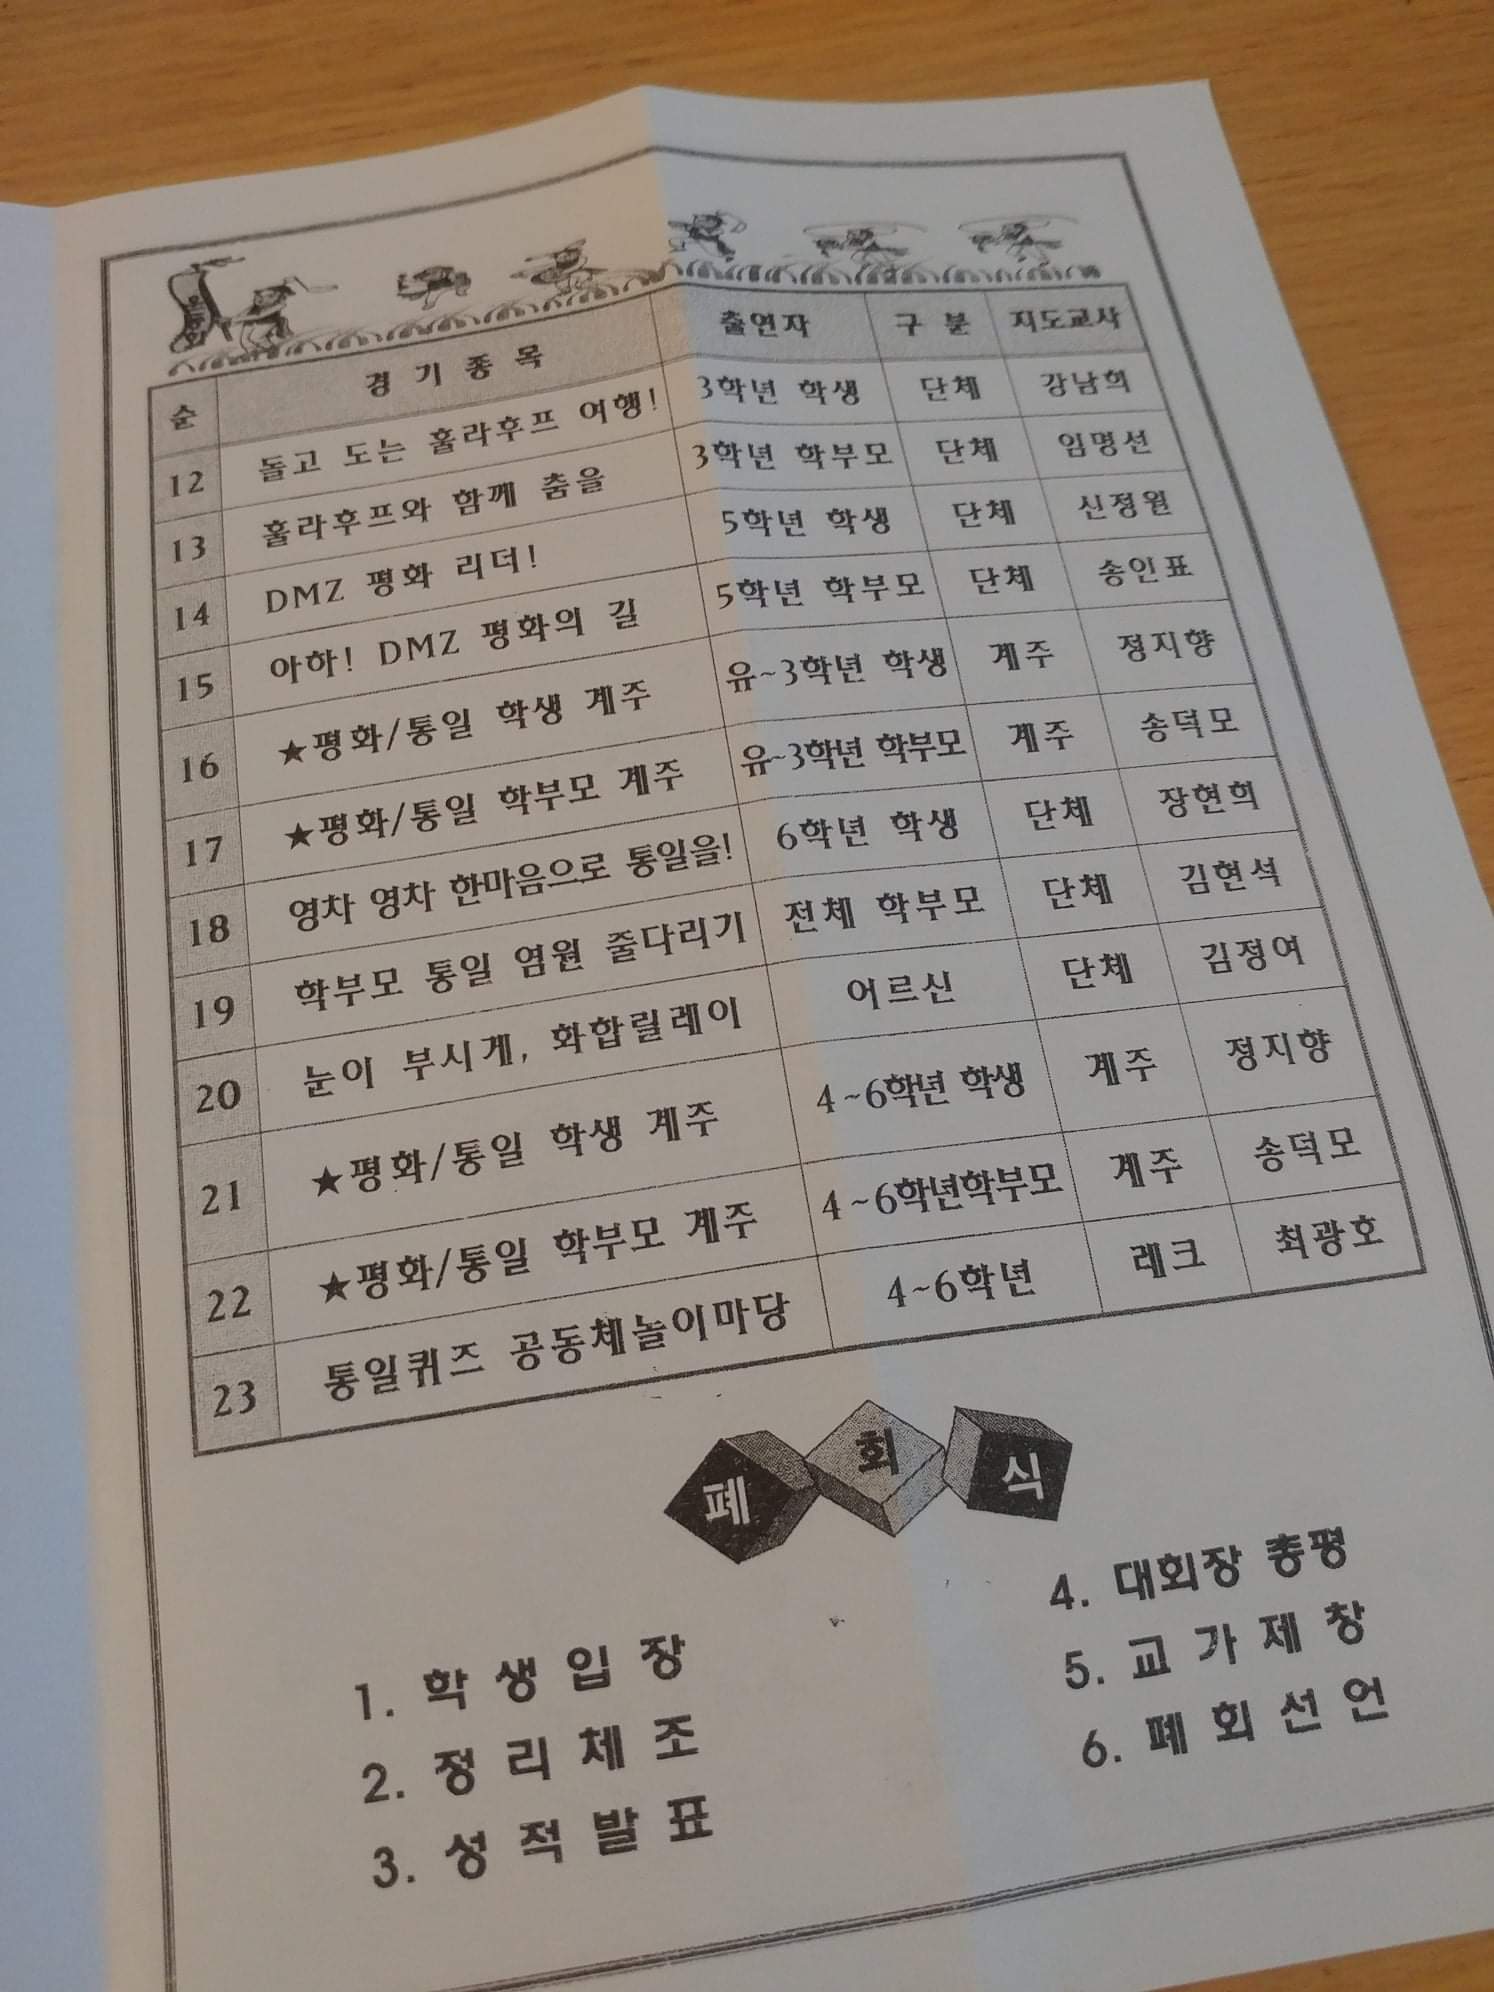 순 경 기 종 목 출연자 구 분 지도교사
12 돌고 도는 훌라후프 여행! 3학년 학생 단체 강남희
13 훌라후프와 함께 춤을 3학년 학부모 단체 임명선
14 DMZ 평화 리더! 5학년 학생 단체 신정원
15 아하! DMZ 평화의 길 5학년 학부모 단체 송인표
16 ★평화/통일 학생 계주 유~3학년 학생 계주 정지향
17 ★평화/통일 학부모 계주 유~3학년 학부모 계주 송덕모
18 영차 영차 한마음으로 통일을! 6학년 학생 단체 장현희
19 학부모 통일 염원 줄다리기 전체 학부모 단체 김현석
20 눈이 부시게, 화합릴레이 어르신 단체 김정여
21 ★평화/통일 학생 계주 4~6학년 학생 계주 정지향
22 ★평화/통일 학부모 계주 4~6학년학부모 계주 송덕모
23 통일퀴즈 공동체놀이마당 4~6학년 레크 최광호
폐회식
1. 학 생 입 장
2. 정 리 체 조
3. 성 적 발 표
4. 대회장 총평
5. 교 가 제 창
6. 폐 회 선 언